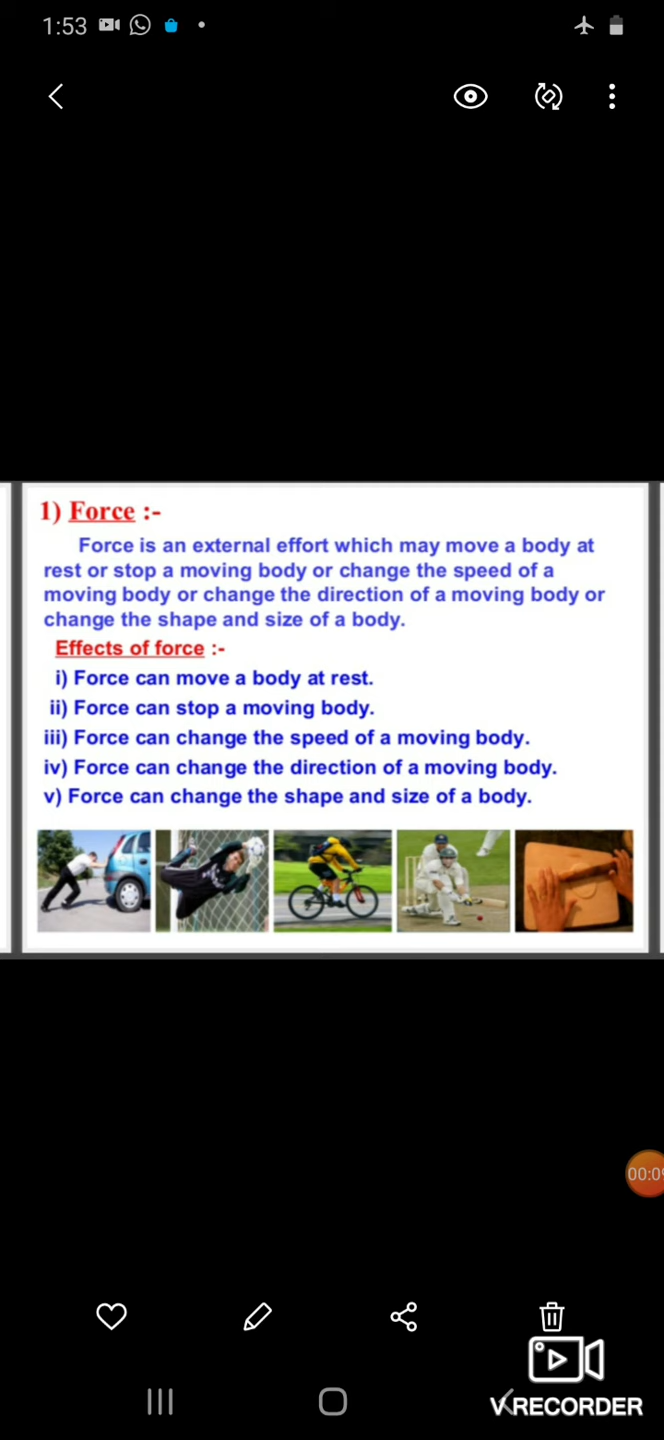 1:53
1) Force :-
Force is an external effort which may move a body at
rest or stop a moving body or change the speed of a
moving body or change the direction of a moving body or
change the shape and size of a body.
Effects of force :-
i) Force can move a body at rest.
ii) Force can stop a moving body.
iii) Force can change the speed of a moving body.
iv) Force can change the direction of a moving body.
v) Force can change the shape and size of a body.
VRECORDER